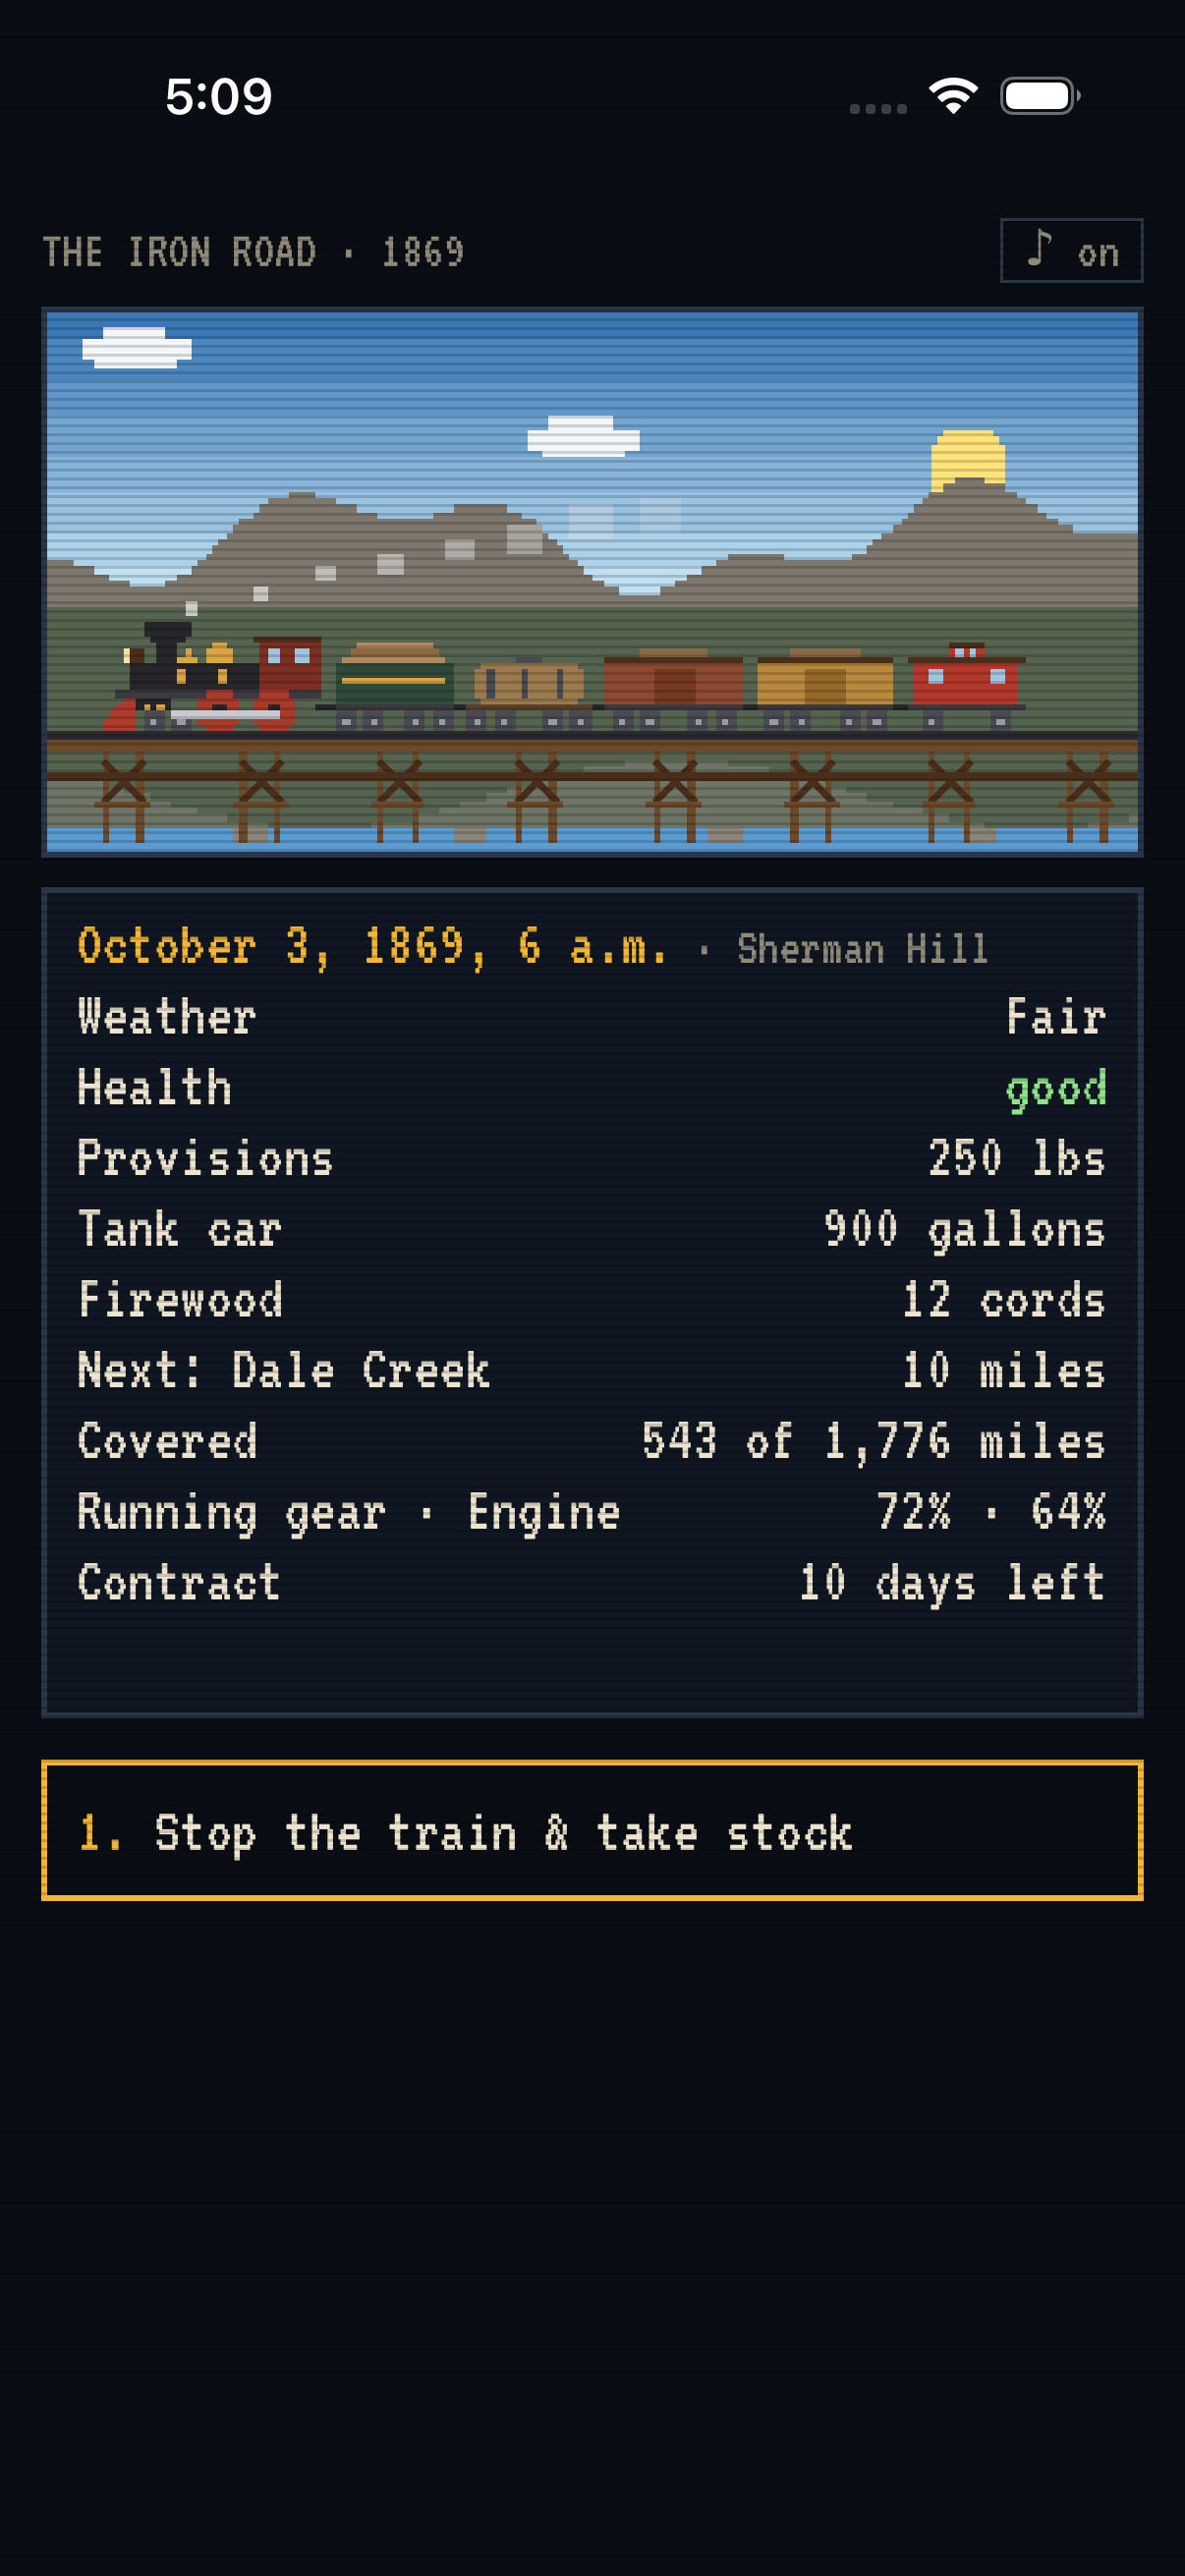 5:09
THE IRON ROAD · 1869 ♪ on
October 3, 1869, 6 a.m. · Sherman Hill
Weather Fair
Health good
Provisions 250 lbs
Tank car 900 gallons
Firewood 12 cords
Next: Dale Creek 10 miles
Covered 543 of 1,776 miles
Running gear · Engine 72% · 64%
Contract 10 days left
1. Stop the train & take stock